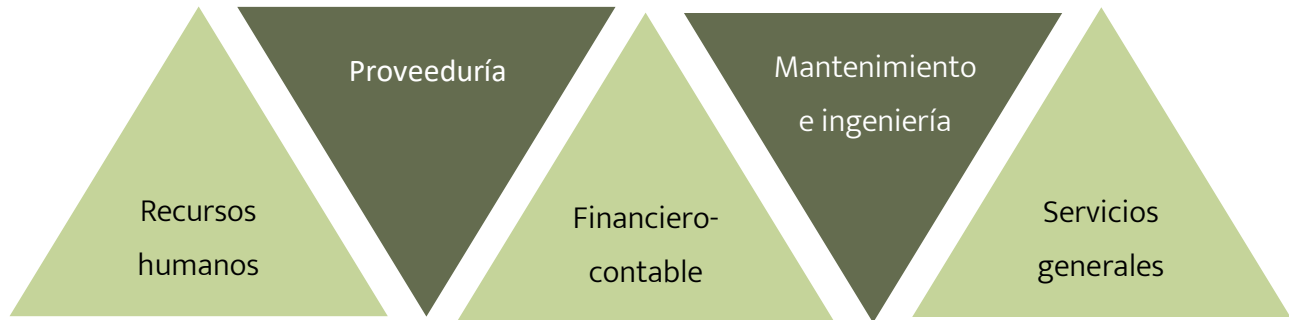 Recursos
humanos
Proveeduría
Financiero-
contable
Mantenimiento
e ingeniería
Servicios
generales